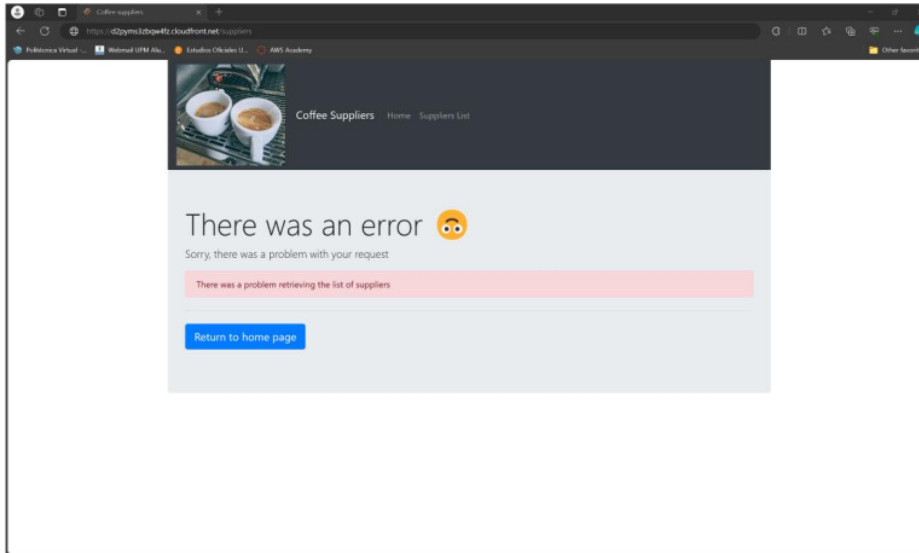 Coffee suppliers
https://d2pyms3zbqw4fz.cloudfront.net/suppliers
Politécnica Virtual -... Webmail UPM Alu... Estudios Oficiales U... AWS Academy Other favorit
Coffee Suppliers Home Suppliers List
There was an error
Sorry, there was a problem with your request
There was a problem retrieving the list of suppliers
Return to home page